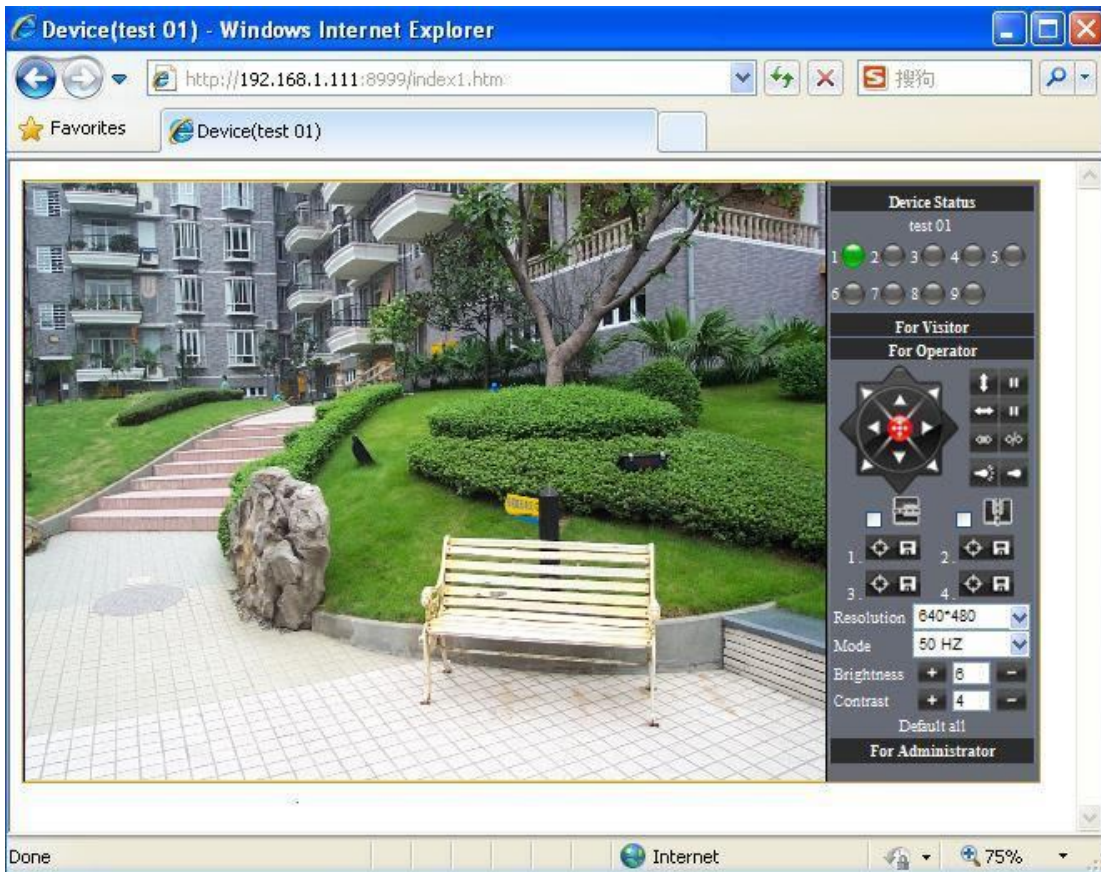 Device(test 01) - Windows Internet Explorer
http://192.168.1.111:8999/index1.htm
搜狗
Favorites
Device(test 01)
Device Status
test 01
1 2 3 4 5
6 7 8 9
For Visitor
For Operator
1. 2.
3. 4.
Resolution 640*480
Mode 50 HZ
Brightness + 6 -
Contrast + 4 -
Default all
For Administrator
Done Internet 75%